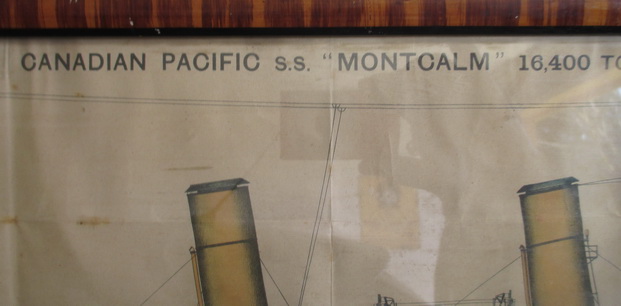 CANADIAN PACIFIC S.S. "MONTCALM" 16,400 TO